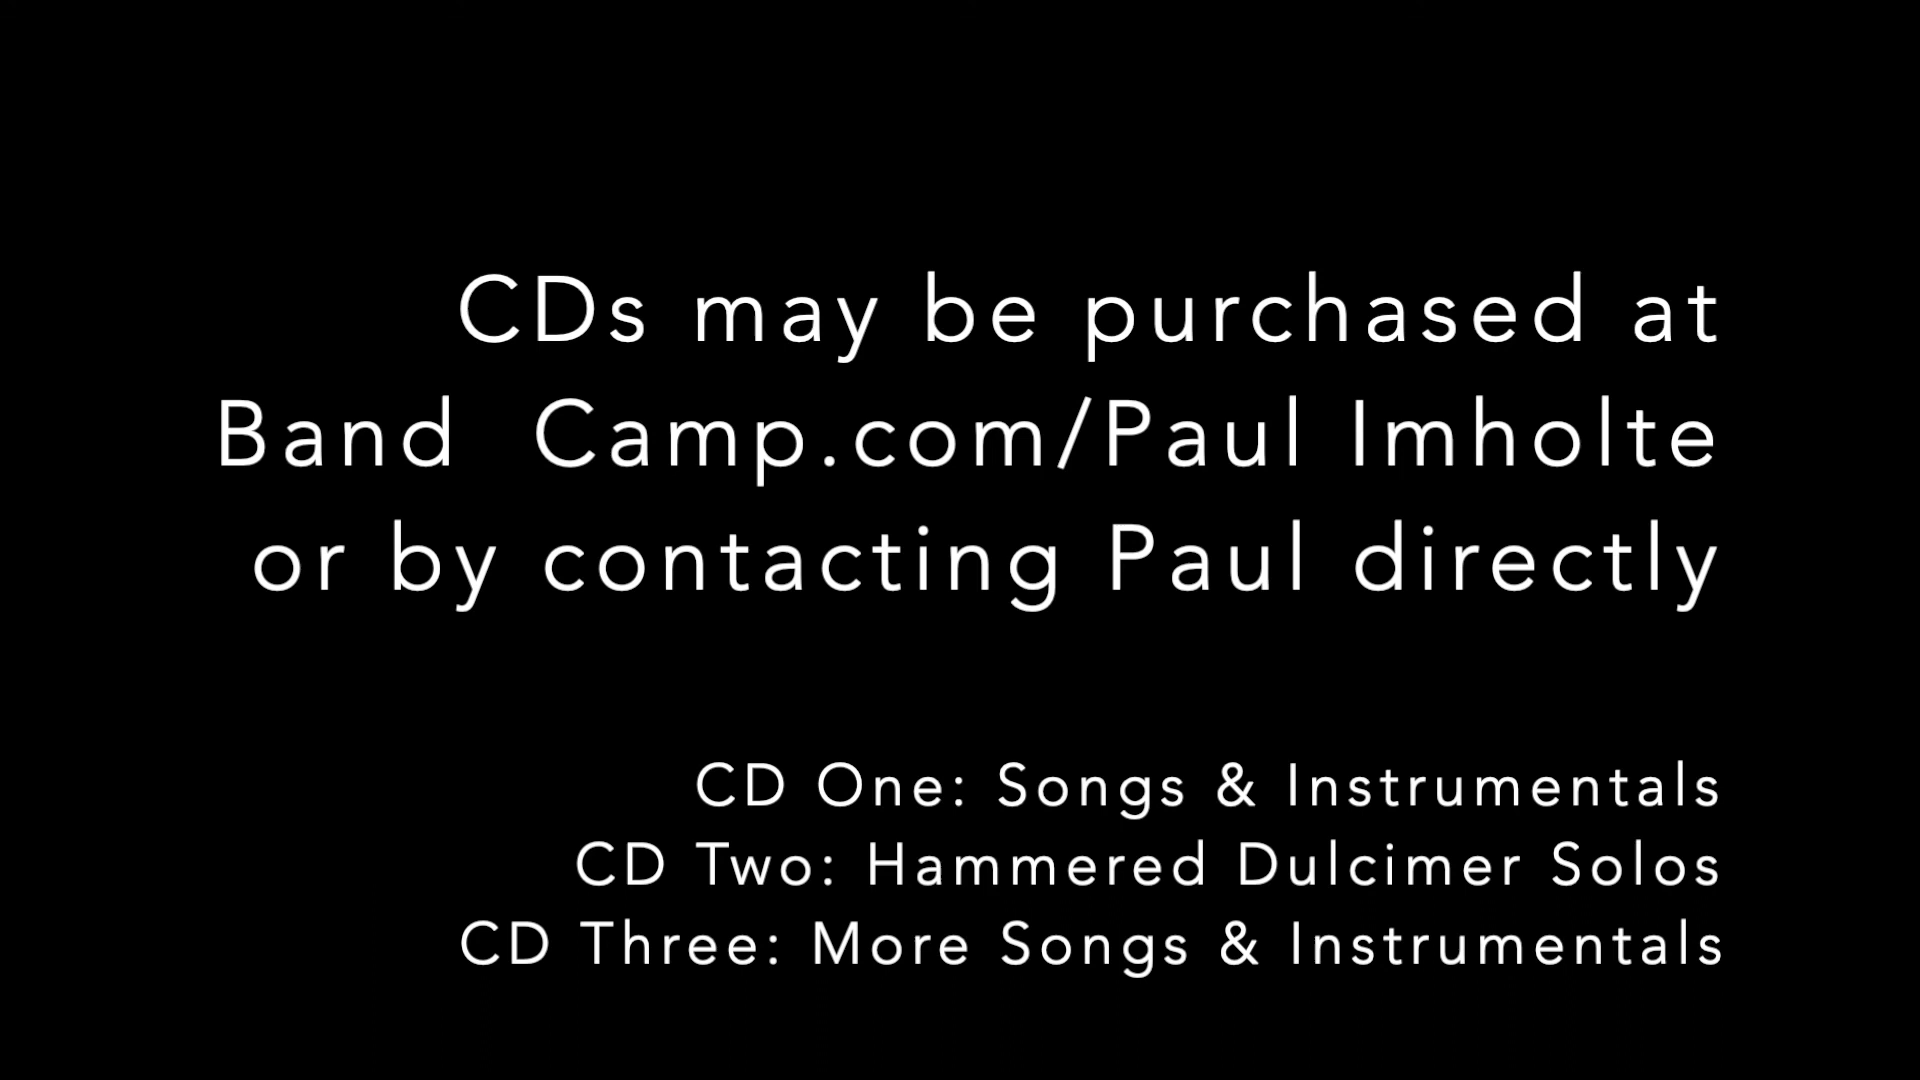 CDs may be purchased at
Band  Camp.com/Paul Imholte
or by contacting Paul directly
CD One: Songs & Instrumentals
CD Two: Hammered Dulcimer Solos
CD Three: More Songs & Instrumentals